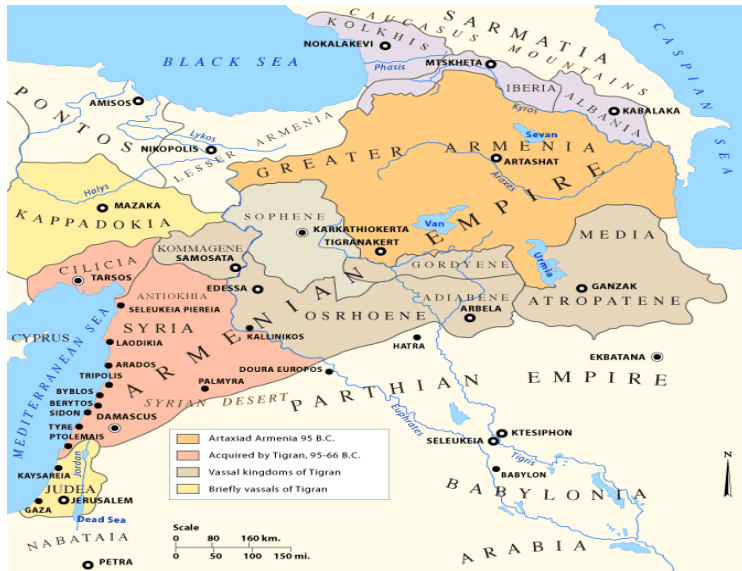 SARMATIA
CAUCASUS MOUNTAINS
KOLKHIS
NOKALAKEVI
Phasis
MTSKHETA
BLACK SEA
CASPIAN SEA
IBERIA
ALBANIA
KABALAKA
Kyros
AMISOS
PONTOS
Lykos
NIKOPOLIS
LESSER ARMENIA
GREATER ARMENIA
Sevan
ARTASHAT
Araxes
Halys
MAZAKA
KAPPADOKIA
SOPHENE
KARKATHIOKERTA
TIGRANAKERT
Van
ARMENIAN EMPIRE
KOMMAGENE
SAMOSATA
GORDYENE
Urmia
MEDIA
ATROPATENE
GANZAK
CILICIA
TARSOS
EDESSA
OSRHOENE
ADIABENE
ARBELA
ANTIOKHIA
SELEUKEIA PIEREIA
SYRIA
CYPRUS
MEDITERRANEAN SEA
LAODIKIA
KALLINIKOS
HATRA
EKBATANA
ARADOS
TRIPOLIS
DOURA EUROPOS
PARTHIAN EMPIRE
BYBLOS
PALMYRA
BERYTOS
SYRIAN DESERT
SIDON
DAMASCUS
TYRE
PTOLEMAIS
Euphrates
KTESIPHON
SELEUKEIA
Tigris
Jordan
KAYSAREIA
BABYLON
BABYLONIA
JUDEA
JERUSALEM
GAZA
Dead Sea
NABATAIA
PETRA
ARABIA
Artaxiad Armenia 95 B.C.
Acquired by Tigran, 95-66 B.C.
Vassal kingdoms of Tigran
Briefly vassals of Tigran
Scale
0 80 160 km.
0 50 100 150 mi.
N